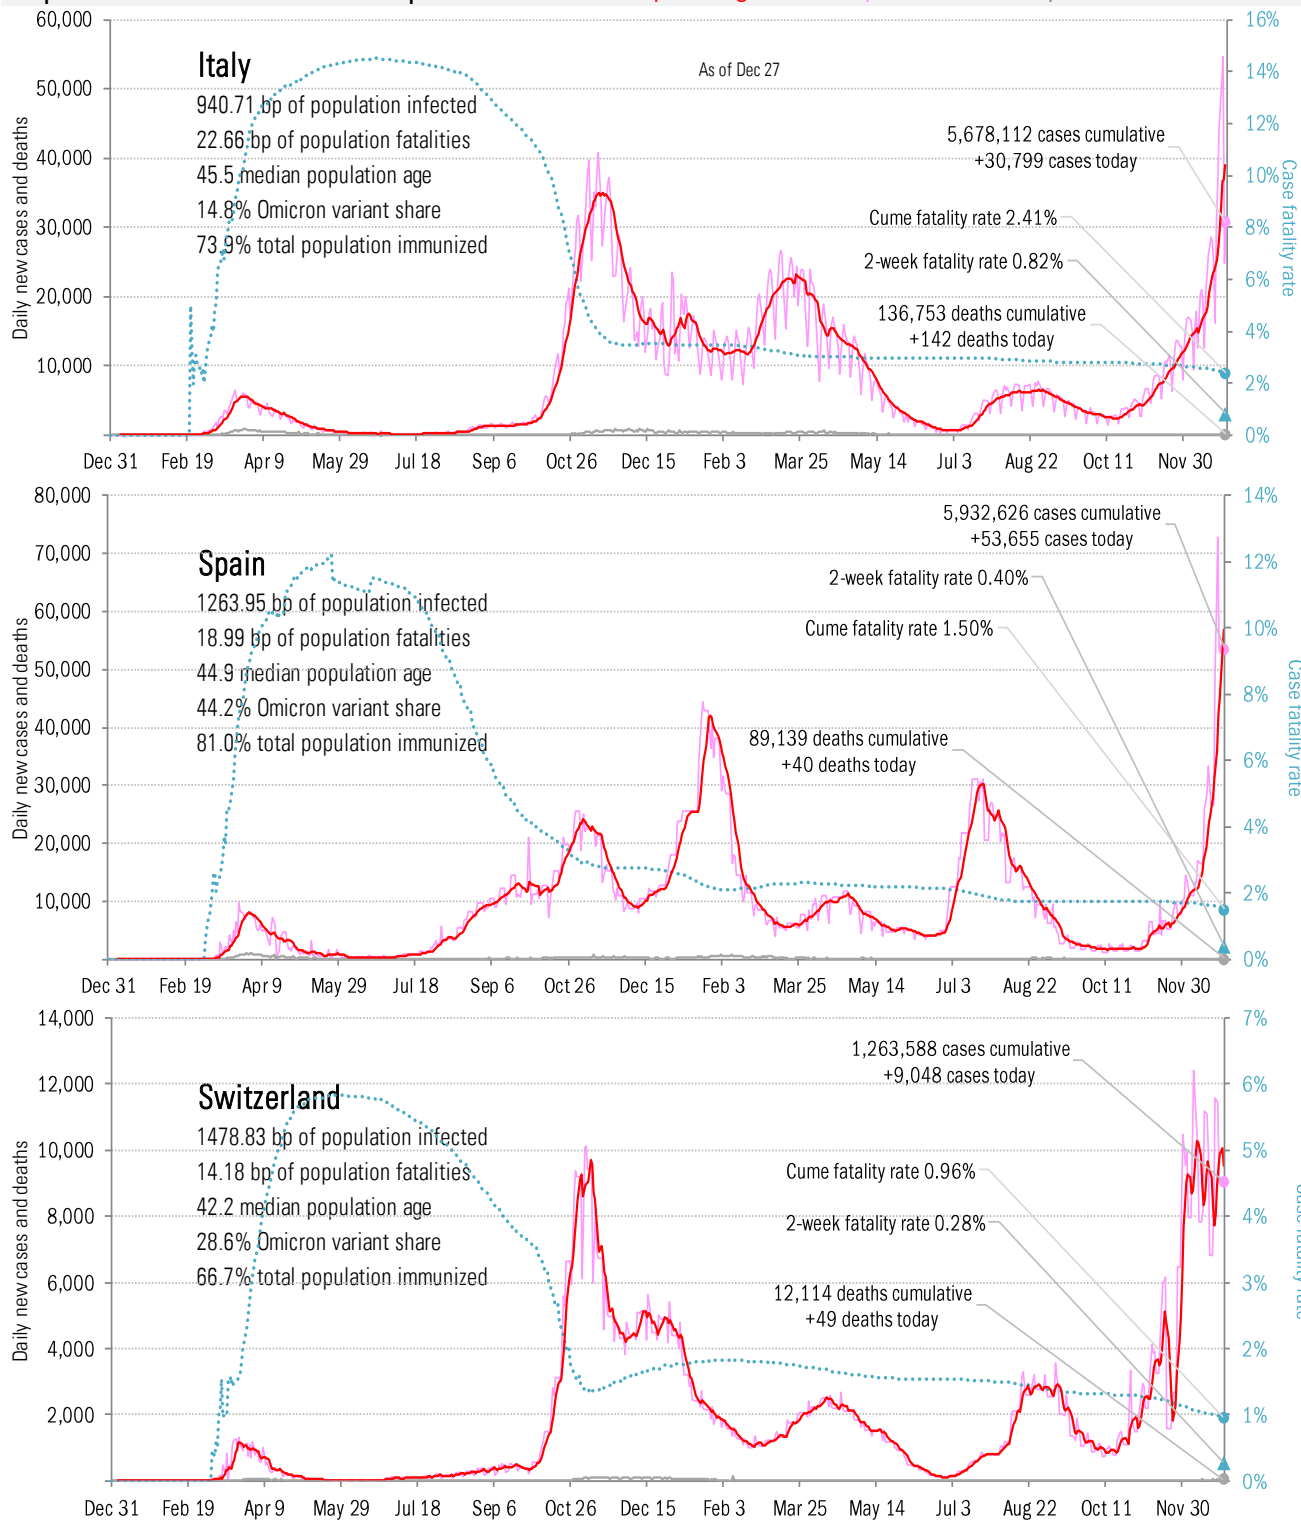 60,000
16%
Italy
As of Dec 27
940.71 bp of population infected
22.66 bp of population fatalities
45.5 median population age
14.8% Omicron variant share
73.9% total population immunized
5,678,112 cases cumulative
+30,799 cases today
Cume fatality rate 2.41%
2-week fatality rate 0.82%
136,753 deaths cumulative
+142 deaths today
50,000
40,000
30,000
20,000
10,000
-
14%
12%
10%
8%
6%
4%
2%
0%
Daily new cases and deaths
Case fatality rate
Dec 31 Feb 19 Apr 9 May 29 Jul 18 Sep 6 Oct 26 Dec 15 Feb 3 Mar 25 May 14 Jul 3 Aug 22 Oct 11 Nov 30
80,000
14%
Spain
1263.95 bp of population infected
18.99 bp of population fatalities
44.9 median population age
44.2% Omicron variant share
81.0% total population immunized
5,932,626 cases cumulative
+53,655 cases today
2-week fatality rate 0.40%
Cume fatality rate 1.50%
89,139 deaths cumulative
+40 deaths today
70,000
60,000
50,000
40,000
30,000
20,000
10,000
-
12%
10%
8%
6%
4%
2%
0%
Daily new cases and deaths
Case fatality rate
Dec 31 Feb 19 Apr 9 May 29 Jul 18 Sep 6 Oct 26 Dec 15 Feb 3 Mar 25 May 14 Jul 3 Aug 22 Oct 11 Nov 30
14,000
7%
Switzerland
1478.83 bp of population infected
14.18 bp of population fatalities
42.2 median population age
28.6% Omicron variant share
66.7% total population immunized
1,263,588 cases cumulative
+9,048 cases today
Cume fatality rate 0.96%
2-week fatality rate 0.28%
12,114 deaths cumulative
+49 deaths today
12,000
10,000
8,000
6,000
4,000
2,000
-
6%
5%
4%
3%
2%
1%
0%
Daily new cases and deaths
Dec 31 Feb 19 Apr 9 May 29 Jul 18 Sep 6 Oct 26 Dec 15 Feb 3 Mar 25 May 14 Jul 3 Aug 22 Oct 11 Nov 30